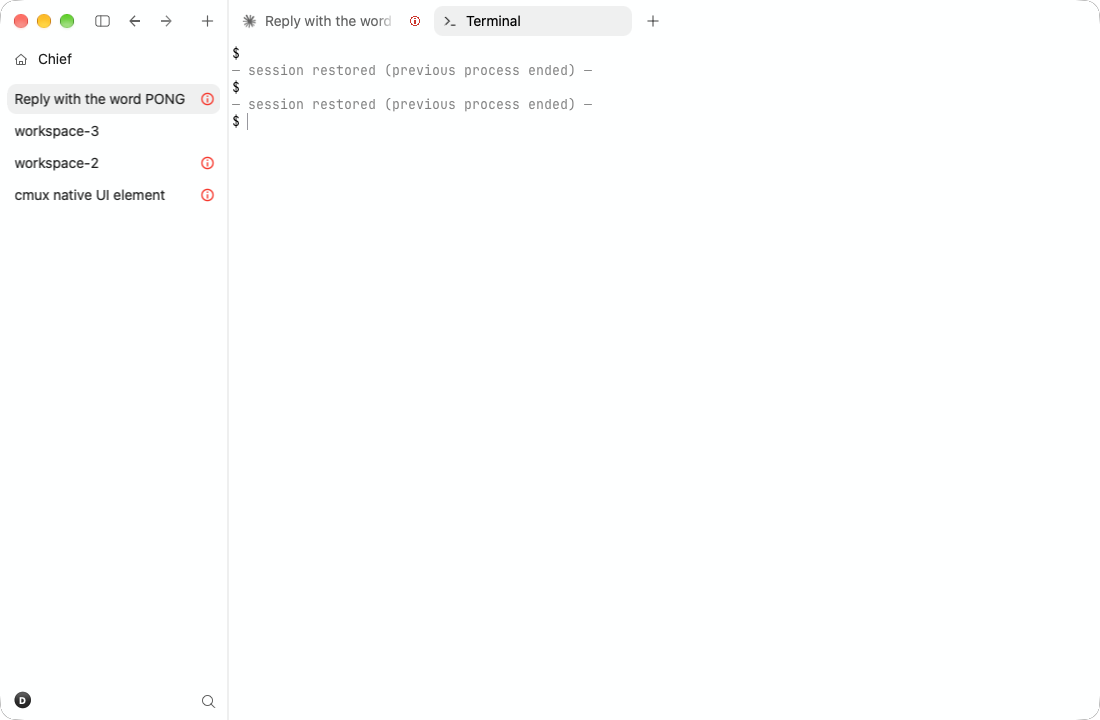 Reply with the word
Terminal
Chief
Reply with the word PONG
workspace-3
workspace-2
cmux native UI element
$
— session restored (previous process ended) —
$
— session restored (previous process ended) —
$
D